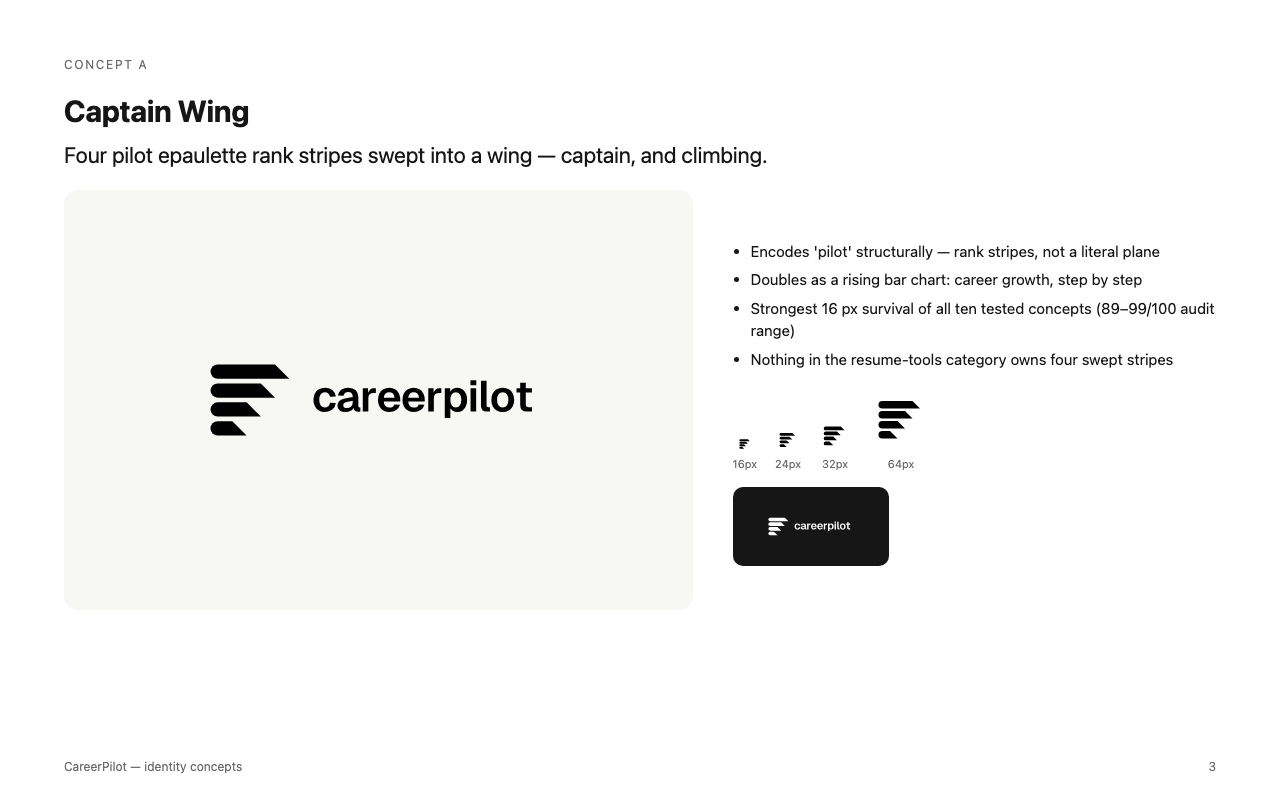 CONCEPT A
Captain Wing
Four pilot epaulette rank stripes swept into a wing — captain, and climbing.
careerpilot
• Encodes 'pilot' structurally — rank stripes, not a literal plane
• Doubles as a rising bar chart: career growth, step by step
• Strongest 16 px survival of all ten tested concepts (89–99/100 audit
range)
• Nothing in the resume-tools category owns four swept stripes
16px 24px 32px 64px
careerpilot
CareerPilot — identity concepts
3